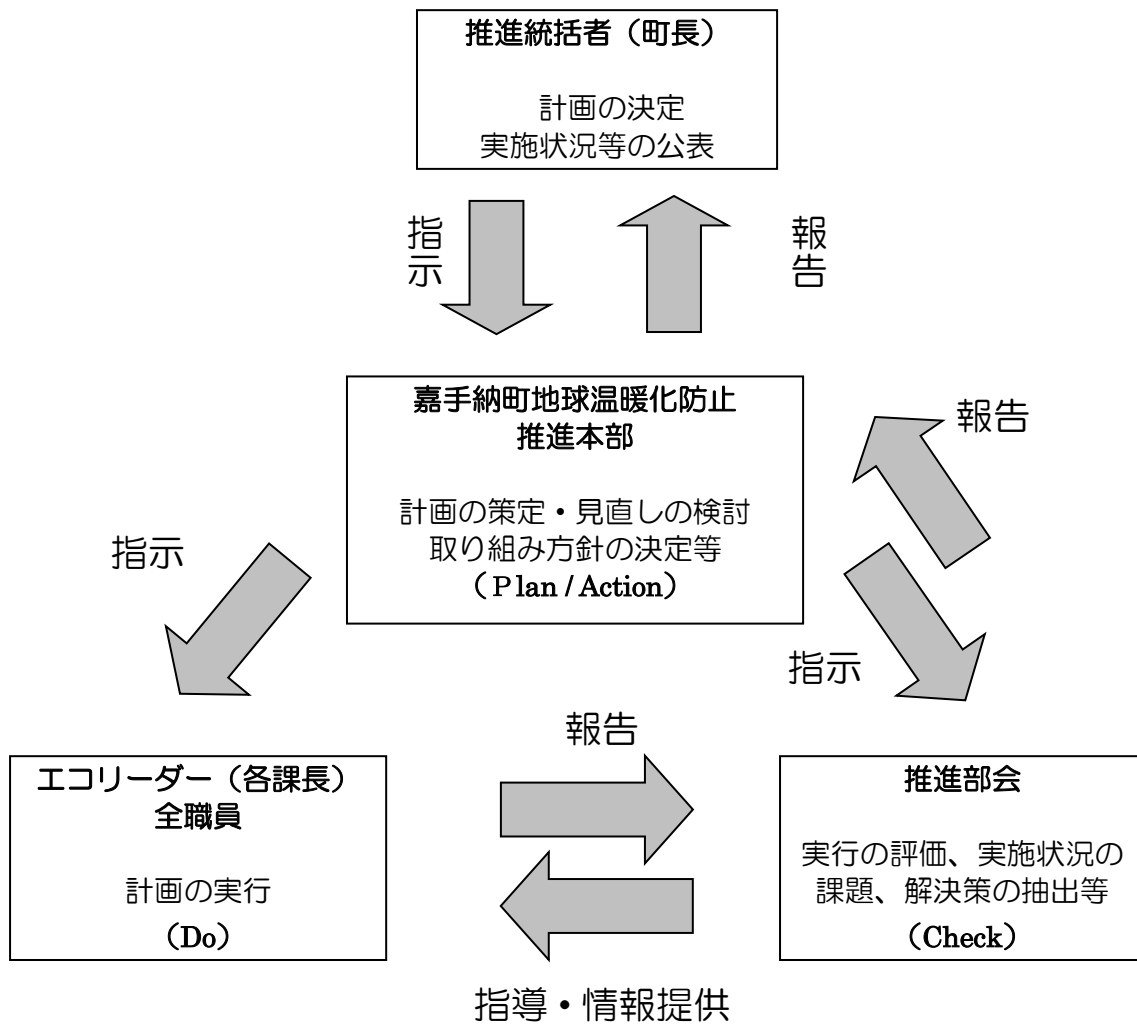 推進統括者（町長）
計画の決定
実施状況等の公表
指示
報告
嘉手納町地球温暖化防止
推進本部
計画の策定・見直しの検討
取り組み方針の決定等
（Ｐlan / Action）
報告
指示
指示
報告
エコリーダー（各課長）
全職員
計画の実行
（Do）
推進部会
実行の評価、実施状況の
課題、解決策の抽出等
（Check）
指導・情報提供